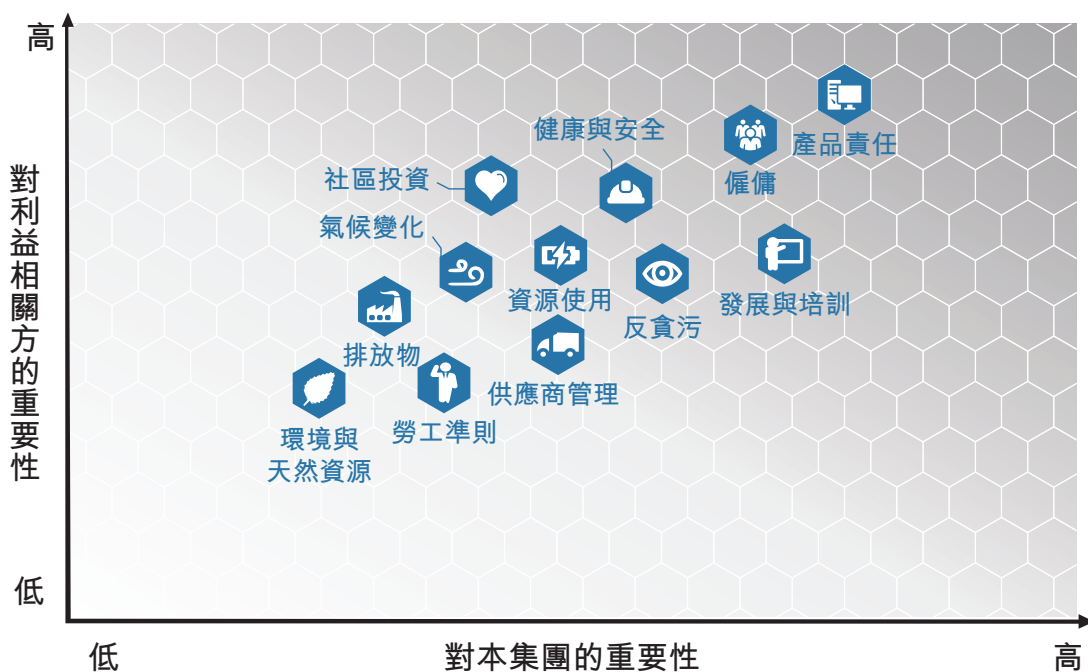 高
對利益相關方的重要性
低
健康與安全
產品責任
社區投資
僱傭
氣候變化
資源使用
發展與培訓
反貪污
排放物
供應商管理
勞工準則
環境與
天然資源
低
對本集團的重要性
高